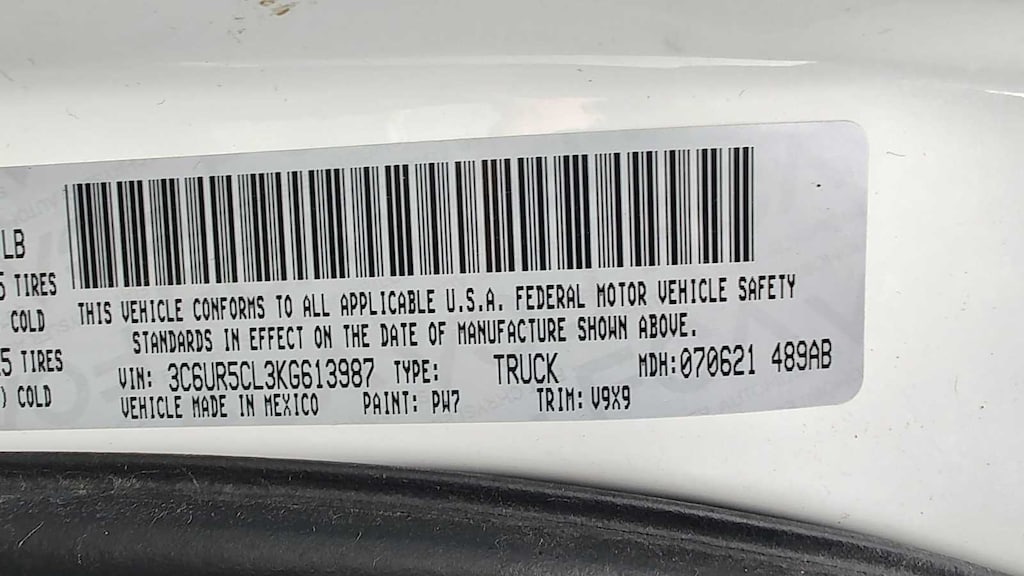 LB
5 TIRES
COLD
5 TIRES
) COLD
THIS VEHICLE CONFORMS TO ALL APPLICABLE U.S.A. FEDERAL MOTOR VEHICLE SAFETY
STANDARDS IN EFFECT ON THE DATE OF MANUFACTURE SHOWN ABOVE.
VIN: 3C6UR5CL3KG613987 TYPE: TRUCK MDH:070621 489AB
VEHICLE MADE IN MEXICO PAINT: PW7 TRIM: V9X9